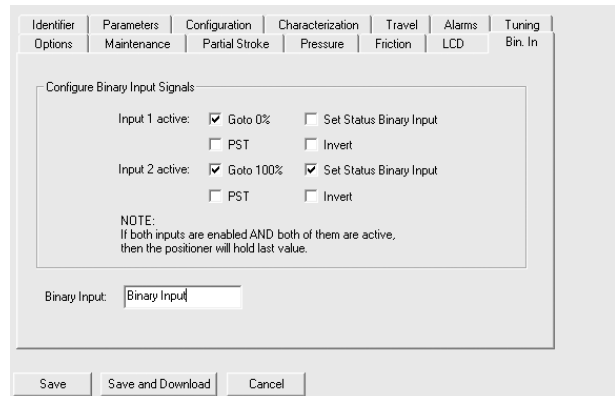 Identifier Parameters Configuration Characterization Travel Alarms Tuning
Options Maintenance Partial Stroke Pressure Friction LCD Bin. In
Configure Binary Input Signals
Input 1 active: Goto 0% Set Status Binary Input
PST Invert
Input 2 active: Goto 100% Set Status Binary Input
PST Invert
NOTE:
If both inputs are enabled AND both of them are active,
then the positioner will hold last value.
Binary Input: Binary Input
Save Save and Download Cancel